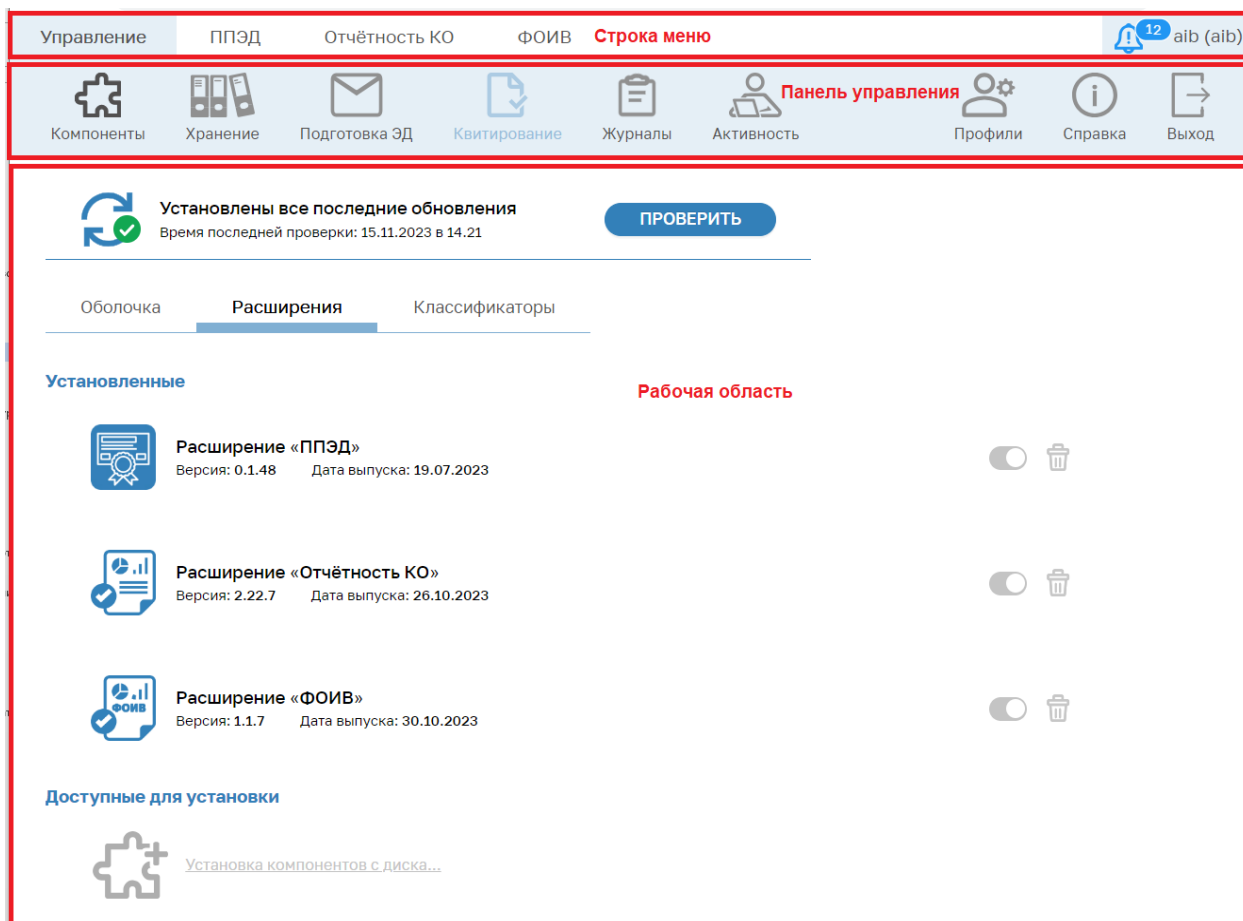 Управление ППЭД Отчётность КО ФОИВ Строка меню 12 aib (aib)
Панель управления
Компоненты Хранение Подготовка ЭД Квитирование Журналы Активность Профили Справка Выход
Установлены все последние обновления
Время последней проверки: 15.11.2023 в 14.21
ПРОВЕРИТЬ
Оболочка Расширения Классификаторы
Установленные
Рабочая область
Расширение «ППЭД»
Версия: 0.1.48 Дата выпуска: 19.07.2023
Расширение «Отчётность КО»
Версия: 2.22.7 Дата выпуска: 26.10.2023
ФОИВ
Расширение «ФОИВ»
Версия: 1.1.7 Дата выпуска: 30.10.2023
Доступные для установки
Установка компонентов с диска...